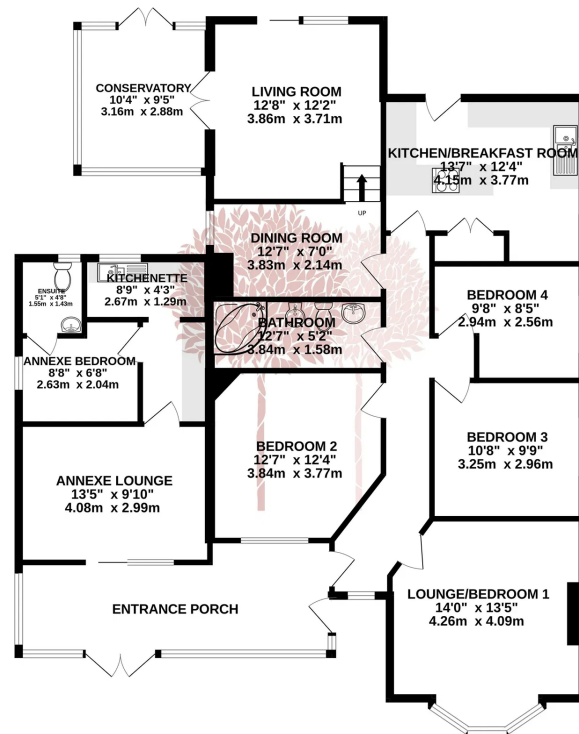 CONSERVATORY
10'4" x 9'5"
3.16m x 2.88m
LIVING ROOM
12'8" x 12'2"
3.86m x 3.71m
KITCHEN/BREAKFAST ROOM
13'7" x 12'4"
4.15m x 3.77m
UP
DINING ROOM
12'7" x 7'0"
3.83m x 2.14m
ENSUITE
5'1" x 4'8"
1.55m x 1.43m
KITCHENETTE
8'9" x 4'3"
2.67m x 1.29m
BEDROOM 4
9'8" x 8'5"
2.94m x 2.56m
BATHROOM
12'7" x 5'2"
3.84m x 1.58m
ANNEXE BEDROOM
8'8" x 6'8"
2.63m x 2.04m
BEDROOM 2
12'7" x 12'4"
3.84m x 3.77m
BEDROOM 3
10'8" x 9'9"
3.25m x 2.96m
ANNEXE LOUNGE
13'5" x 9'10"
4.08m x 2.99m
LOUNGE/BEDROOM 1
14'0" x 13'5"
4.26m x 4.09m
ENTRANCE PORCH